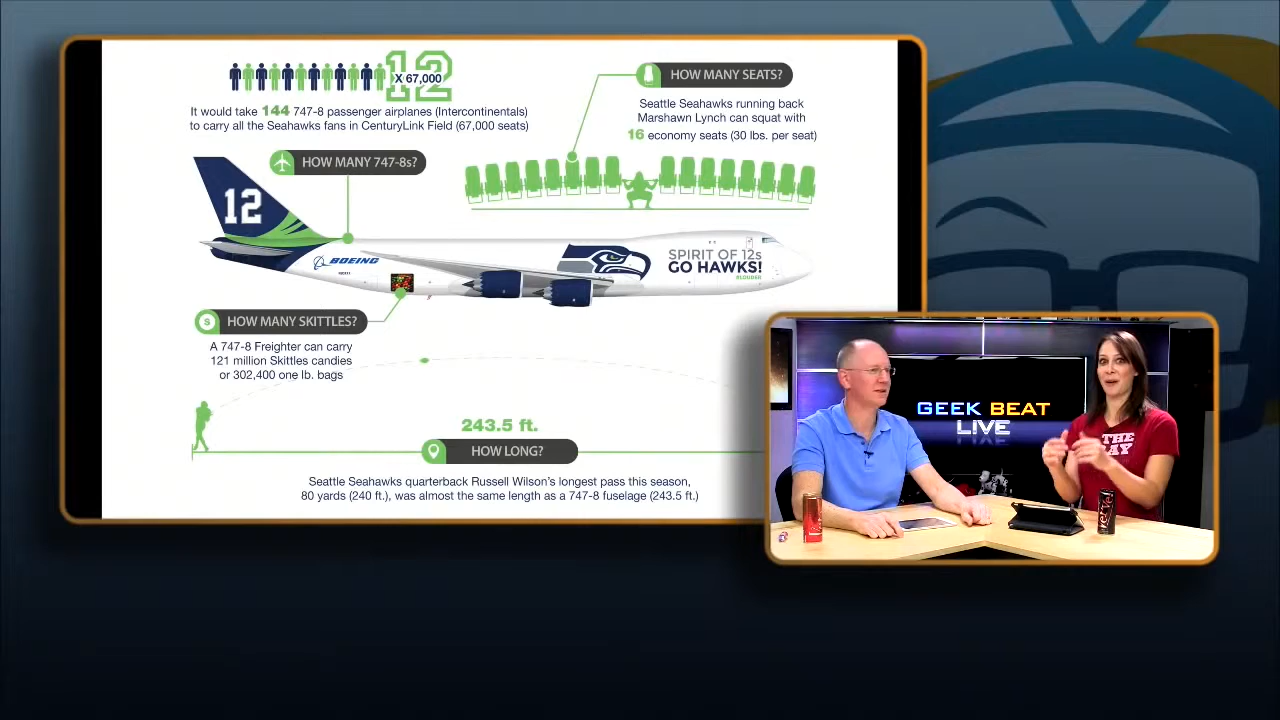 12
X 67,000
It would take 144 747-8 passenger airplanes (Intercontinentals)
to carry all the Seahawks fans in CenturyLink Field (67,000 seats)
HOW MANY SEATS?
Seattle Seahawks running back
Marshawn Lynch can squat with
16 economy seats (30 lbs. per seat)
HOW MANY 747-8s?
12
BOEING
SPIRIT OF 12s
GO HAWKS!
#LOUDER
S HOW MANY SKITTLES?
A 747-8 Freighter can carry
121 million Skittles candies
or 302,400 one lb. bags
243.5 ft.
HOW LONG?
Seattle Seahawks quarterback Russell Wilson's longest pass this season,
80 yards (240 ft.), was almost the same length as a 747-8 fuselage (243.5 ft.)
GEEK BEAT
LIVE
THE